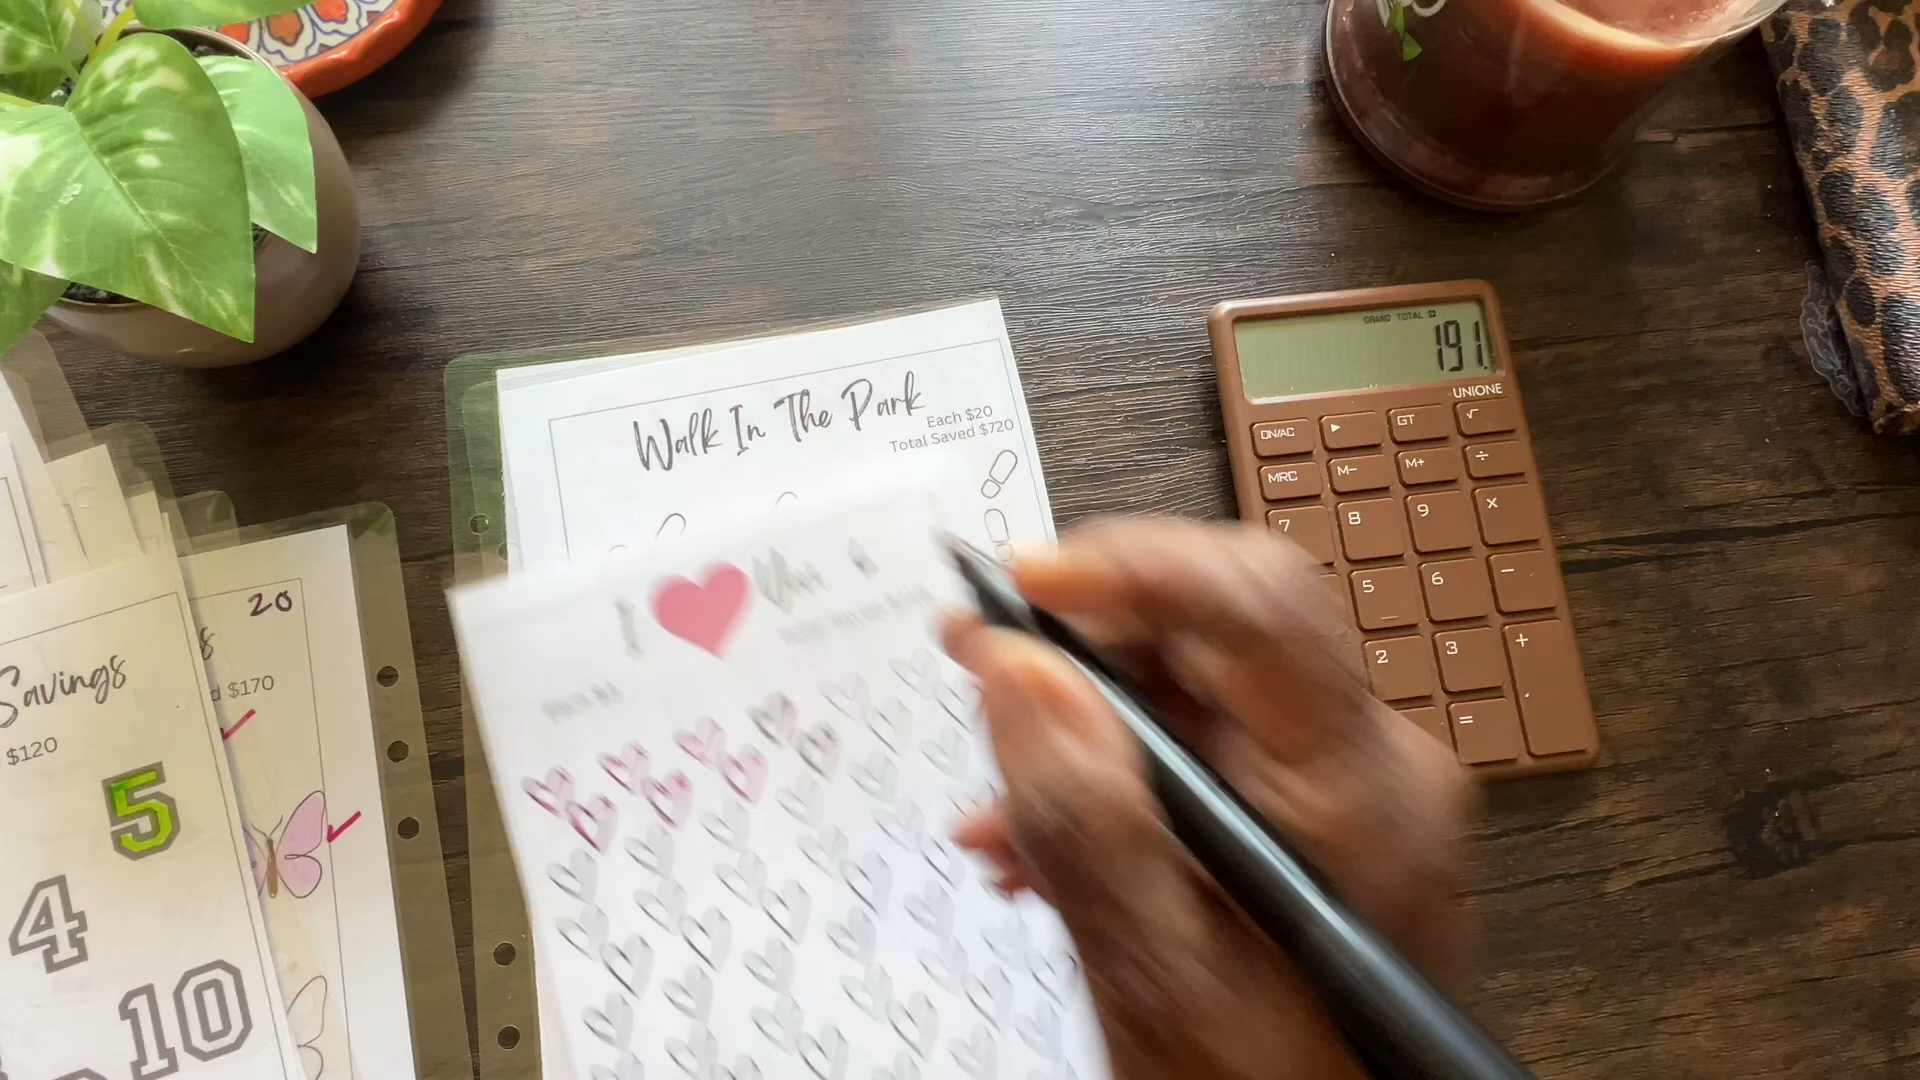 Walk In The Park
Each $20
Total Saved $720
I
20
s
d $170
Savings
$120
5
4
10
GRAND TOTAL
191.
UNIONE
ON/AC
▶
GT
√
MRC
M-
M+
÷
7
8
9
x
5
6
-
2
3
+
=